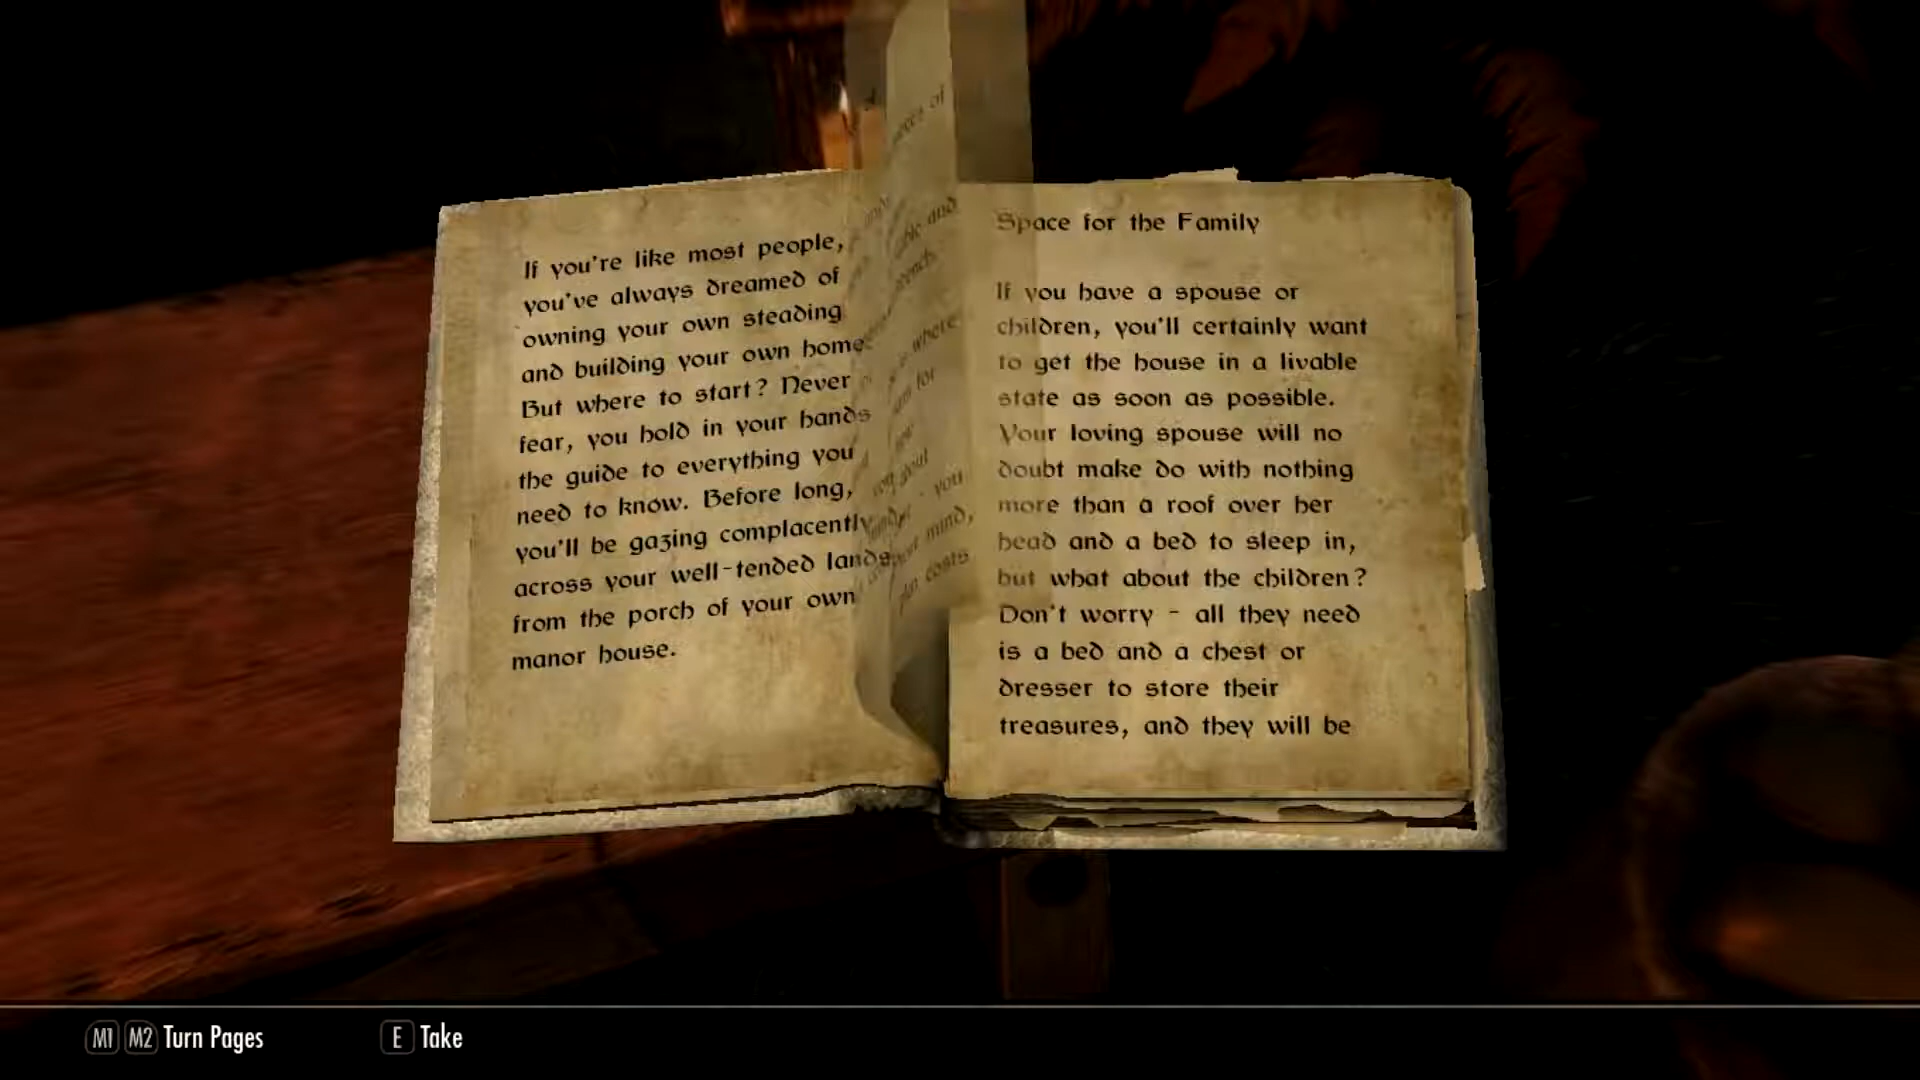 If you're like most people,
you've always dreamed of
owning your own steading
and building your own home.
But where to start? Never
fear, you hold in your hands
the guide to everything you
need to know. Before long,
you'll be gazing complacently
across your well-tended lands
from the porch of your own
manor house.
of
and
where
for
you
mind,
costs
Space for the Family
If you have a spouse or
children, you'll certainly want
to get the house in a livable
state as soon as possible.
Your loving spouse will no
doubt make do with nothing
more than a roof over her
head and a bed to sleep in,
but what about the children?
Don't worry - all they need
is a bed and a chest or
dresser to store their
treasures, and they will be
M1 M2 Turn Pages
E Take